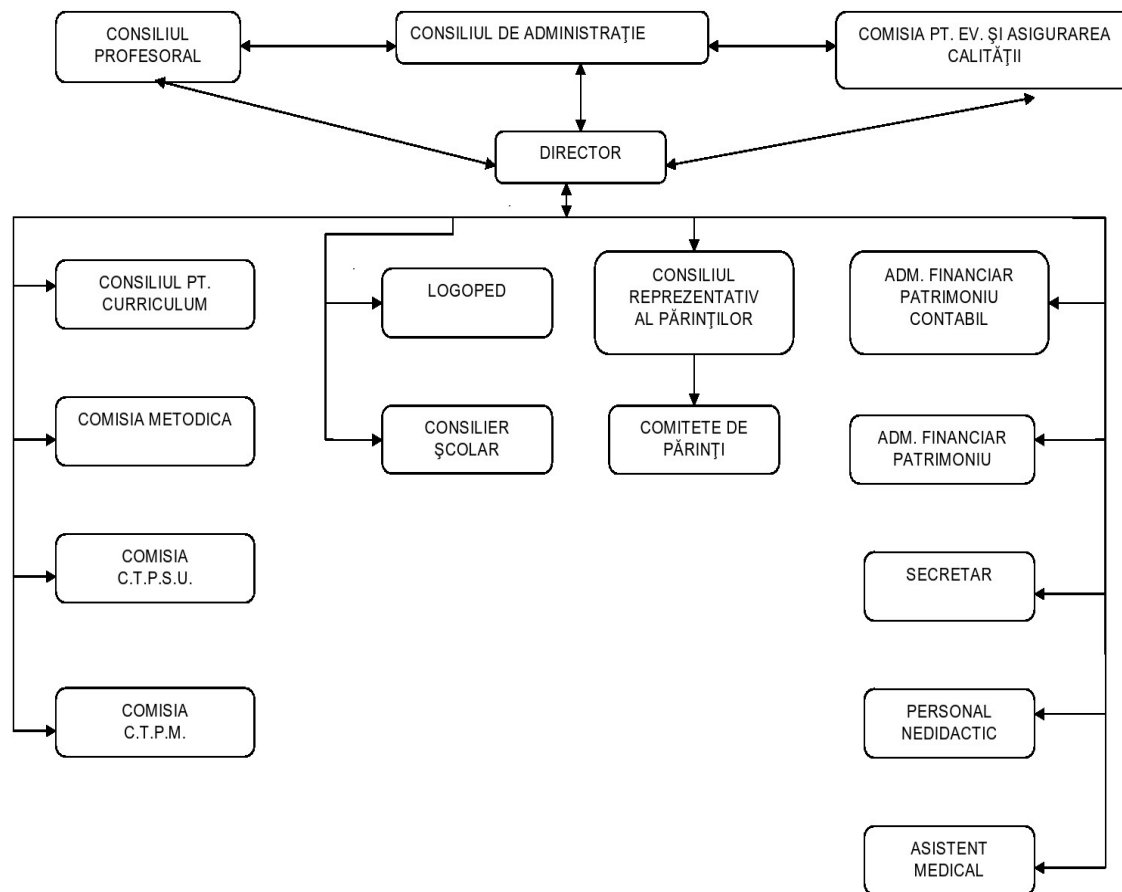 CONSILIUL
PROFESORAL
CONSILIUL DE ADMINISTRAŢIE
COMISIA PT. EV. ŞI ASIGURAREA
CALITĂŢII
DIRECTOR
CONSILIUL PT.
CURRICULUM
LOGOPED
CONSILIUL
REPREZENTATIV
AL PĂRINŢILOR
ADM. FINANCIAR
PATRIMONIU
CONTABIL
COMISIA METODICA
CONSILIER
ŞCOLAR
COMITETE DE
PĂRINŢI
ADM. FINANCIAR
PATRIMONIU
COMISIA
C.T.P.S.U.
SECRETAR
COMISIA
C.T.P.M.
PERSONAL
NEDIDACTIC
ASISTENT
MEDICAL